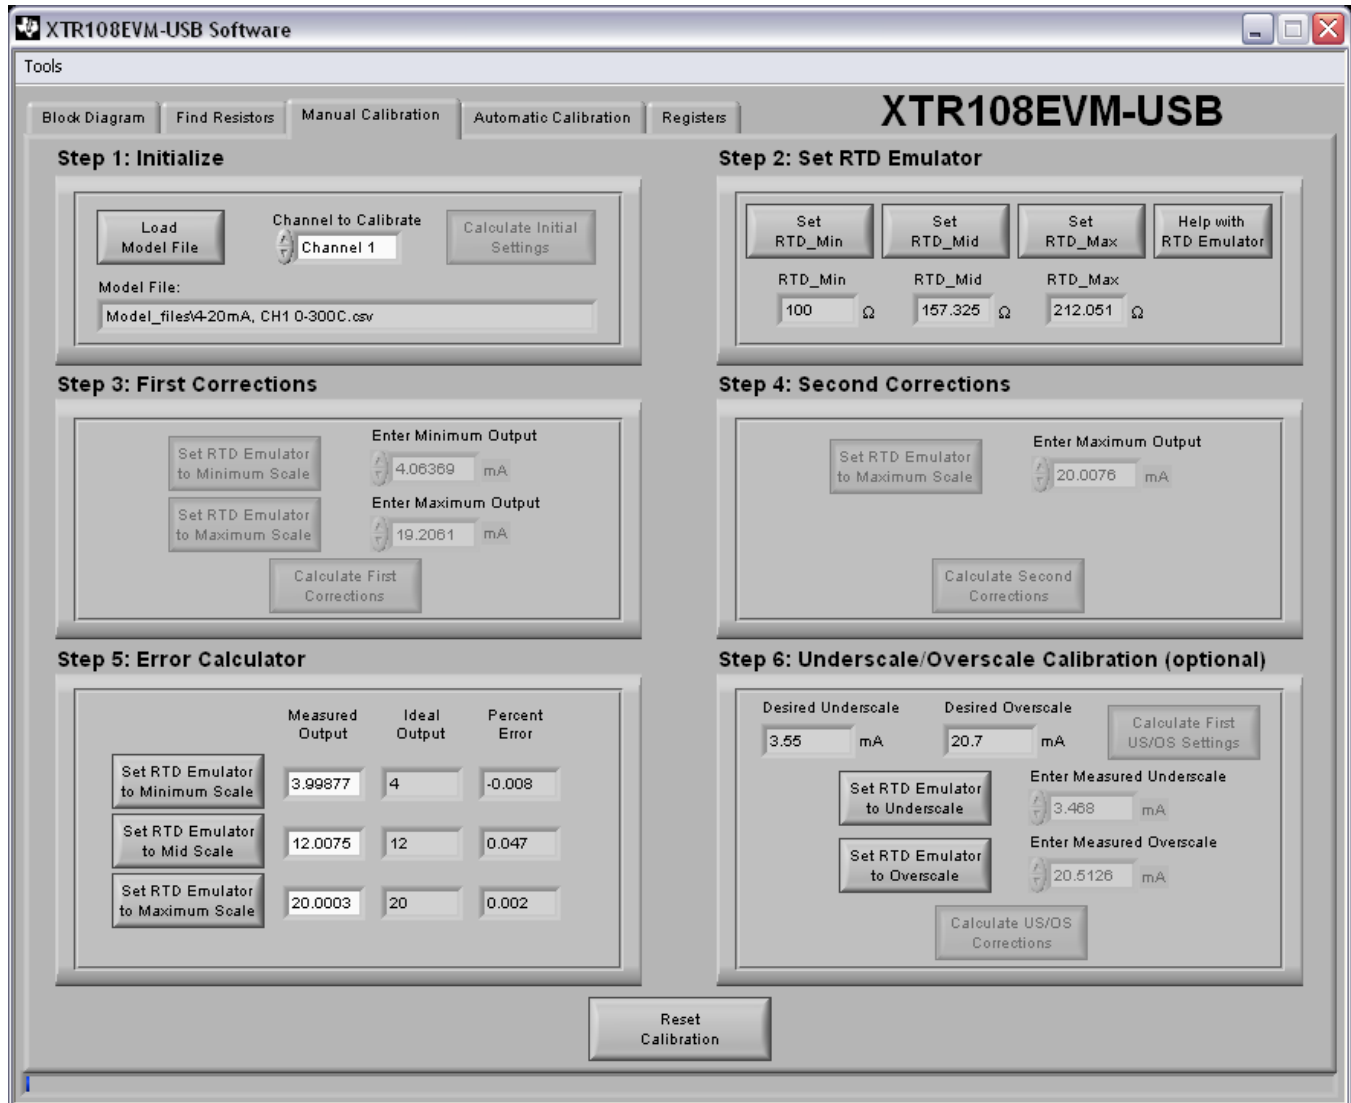 XTR108EVM-USB Software
Tools
Block Diagram
Find Resistors
Manual Calibration
Automatic Calibration
Registers
XTR108EVM-USB
Step 1: Initialize
Load
Model File
Channel to Calibrate
Channel 1
Calculate Initial
Settings
Model File:
Model_files\4-20mA, CH1 0-300C.csv
Step 2: Set RTD Emulator
Set
RTD_Min
Set
RTD_Mid
Set
RTD_Max
Help with
RTD Emulator
RTD_Min
RTD_Mid
RTD_Max
100 Ω
157.325 Ω
212.051 Ω
Step 3: First Corrections
Set RTD Emulator
to Minimum Scale
Enter Minimum Output
4.06369 mA
Set RTD Emulator
to Maximum Scale
Enter Maximum Output
19.2061 mA
Calculate First
Corrections
Step 4: Second Corrections
Set RTD Emulator
to Maximum Scale
Enter Maximum Output
20.0076 mA
Calculate Second
Corrections
Step 5: Error Calculator
Measured
Output
Ideal
Output
Percent
Error
Set RTD Emulator
to Minimum Scale
3.99877
4
-0.008
Set RTD Emulator
to Mid Scale
12.0075
12
0.047
Set RTD Emulator
to Maximum Scale
20.0003
20
0.002
Step 6: Underscale/Overscale Calibration (optional)
Desired Underscale
3.55 mA
Desired Overscale
20.7 mA
Calculate First
US/OS Settings
Set RTD Emulator
to Underscale
Enter Measured Underscale
3.468 mA
Set RTD Emulator
to Overscale
Enter Measured Overscale
20.5126 mA
Calculate US/OS
Corrections
Reset
Calibration